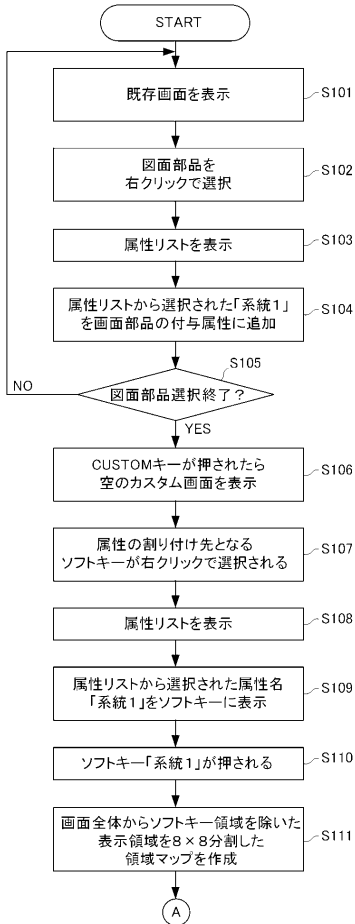 START
既存画面を表示
S101
図面部品を
右クリックで選択
S102
属性リストを表示
S103
属性リストから選択された「系統1」
を画面部品の付与属性に追加
S104
S105
図面部品選択終了?
NO
YES
CUSTOMキーが押されたら
空のカスタム画面を表示
S106
属性の割り付け先となる
ソフトキーが右クリックで選択される
S107
属性リストを表示
S108
属性リストから選択された属性名
「系統1」をソフトキーに表示
S109
ソフトキー「系統1」が押される
S110
画面全体からソフトキー領域を除いた
表示領域を8×8分割した
領域マップを作成
S111
A